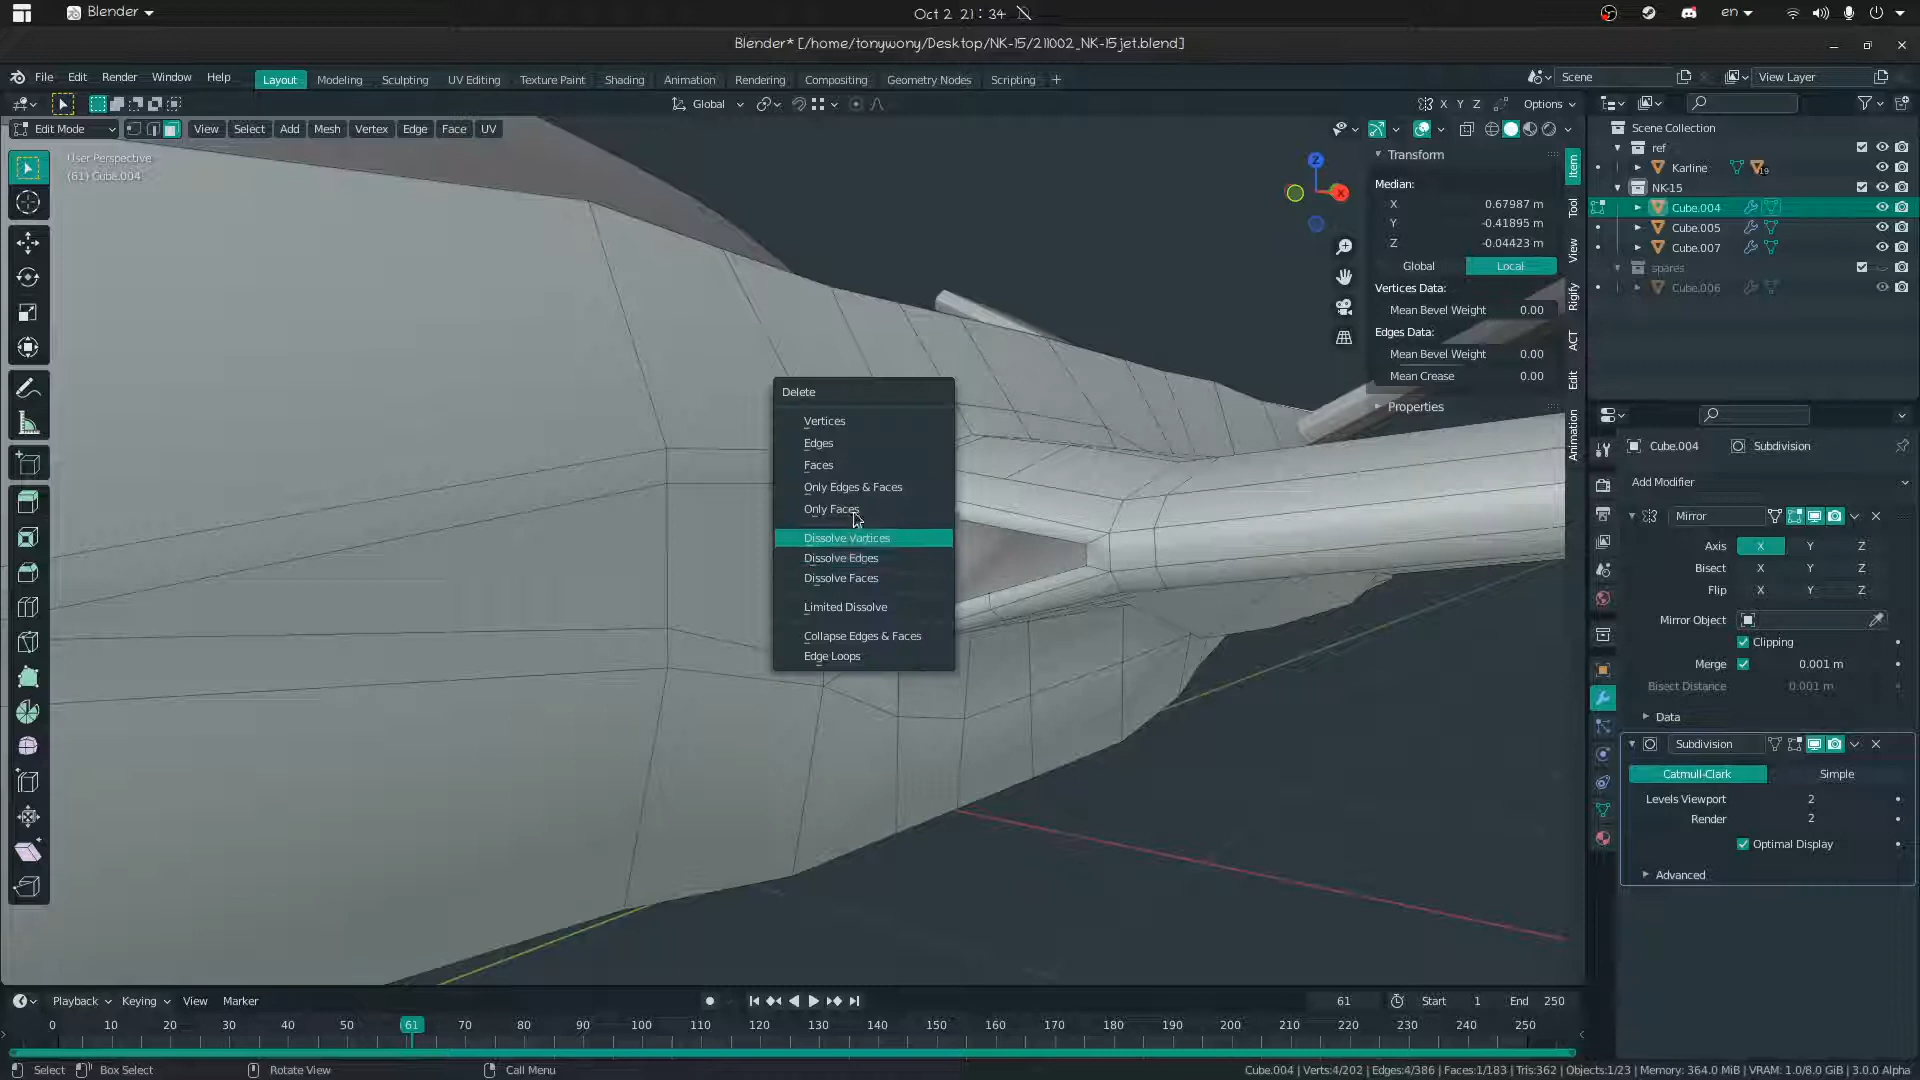 Blender
Oct 2 21:34
en
Blender* [/home/tonywony/Desktop/NK-15/211002_NK-15jet.blend]
File Edit Render Window Help
Layout Modeling Sculpting UV Editing Texture Paint Shading Animation Rendering Compositing Geometry Nodes Scripting +
Scene
View Layer
Global
X Y Z
Options
Edit Mode
View Select Add Mesh Vertex Edge Face UV
User Perspective
(61) Cube.004
Z
X
Transform
Median:
X 0.67987 m
Y -0.41895 m
Z -0.04423 m
Global Local
Vertices Data:
Mean Bevel Weight 0.00
Edges Data:
Mean Bevel Weight 0.00
Mean Crease 0.00
Properties
Item
Tool
View
Rigify
ACT
Edit
Animation
Delete
Vertices
Edges
Faces
Only Edges & Faces
Only Faces
Dissolve Vertices
Dissolve Edges
Dissolve Faces
Limited Dissolve
Collapse Edges & Faces
Edge Loops
Scene Collection
ref
Karline
19
NK-15
Cube.004
Cube.005
Cube.007
spares
Cube.006
Cube.004 Subdivision
Add Modifier
Mirror
Axis X Y Z
Bisect X Y Z
Flip X Y Z
Mirror Object
Clipping
Merge 0.001 m
Bisect Distance 0.001 m
Data
Subdivision
Catmull-Clark Simple
Levels Viewport 2
Render 2
Optimal Display
Advanced
Playback Keying View Marker
61 Start 1 End 250
0 10 20 30 40 50 61 70 80 90 100 110 120 130 140 150 160 170 180 190 200 210 220 230 240 250
Select Box Select Rotate View Call Menu
Cube.004 | Verts:4/202 | Edges:4/386 | Faces:1/183 | Tris:362 | Objects:1/23 | Memory: 364.0 MiB | VRAM: 1.0/8.0 GiB | 3.0.0 Alpha